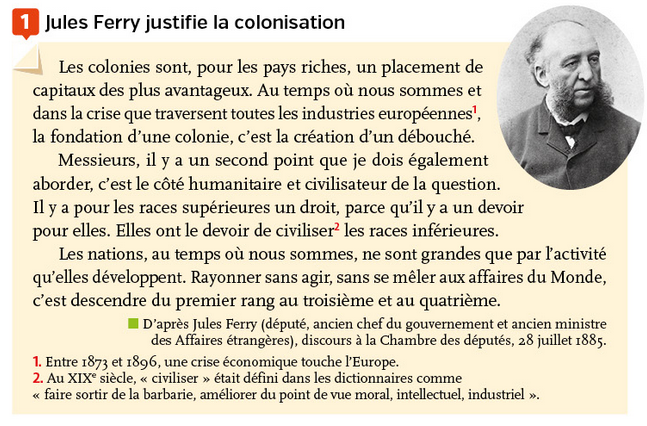 1 Jules Ferry justifie la colonisation
Les colonies sont, pour les pays riches, un placement de
capitaux des plus avantageux. Au temps où nous sommes et
dans la crise que traversent toutes les industries européennes¹,
la fondation d'une colonie, c'est la création d'un débouché.
Messieurs, il y a un second point que je dois également
aborder, c'est le côté humanitaire et civilisateur de la question.
Il y a pour les races supérieures un droit, parce qu'il y a un devoir
pour elles. Elles ont le devoir de civiliser² les races inférieures.
Les nations, au temps où nous sommes, ne sont grandes que par l'activité
qu'elles développent. Rayonner sans agir, sans se mêler aux affaires du Monde,
c'est descendre du premier rang au troisième et au quatrième.
D'après Jules Ferry (député, ancien chef du gouvernement et ancien ministre
des Affaires étrangères), discours à la Chambre des députés, 28 juillet 1885.
1. Entre 1873 et 1896, une crise économique touche l'Europe.
2. Au XIXᵉ siècle, « civiliser » était défini dans les dictionnaires comme
« faire sortir de la barbarie, améliorer du point de vue moral, intellectuel, industriel ».